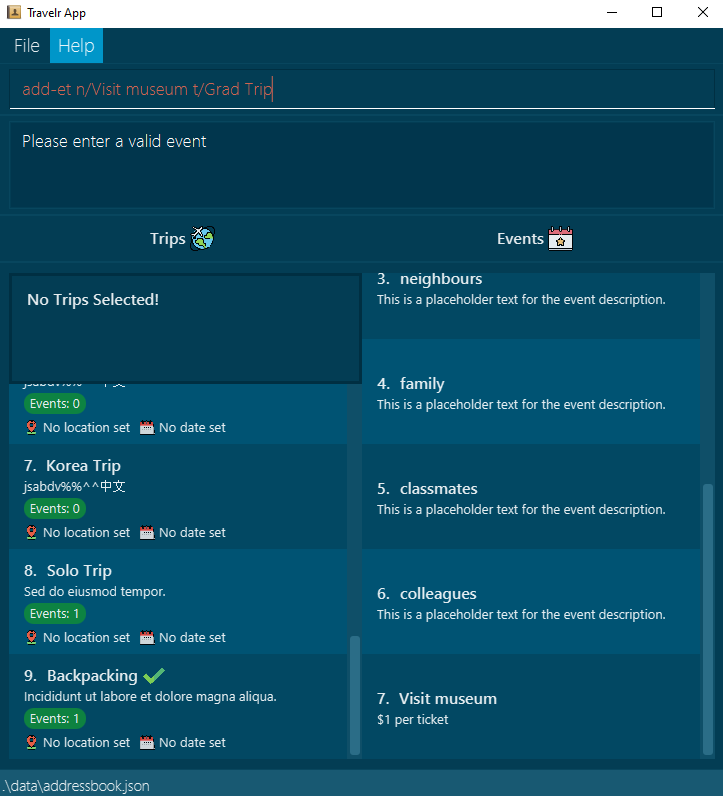 Travelr App
File Help
add-et n/Visit museum t/Grad Trip
Please enter a valid event
Trips
Events
No Trips Selected!
Events: 0
No location set No date set
7. Korea Trip
jsabdv%%^^中文
Events: 0
No location set No date set
8. Solo Trip
Sed do eiusmod tempor.
Events: 1
No location set No date set
9. Backpacking
Incididunt ut labore et dolore magna aliqua.
Events: 1
No location set No date set
3. neighbours
This is a placeholder text for the event description.
4. family
This is a placeholder text for the event description.
5. classmates
This is a placeholder text for the event description.
6. colleagues
This is a placeholder text for the event description.
7. Visit museum
$1 per ticket
.\data\addressbook.json